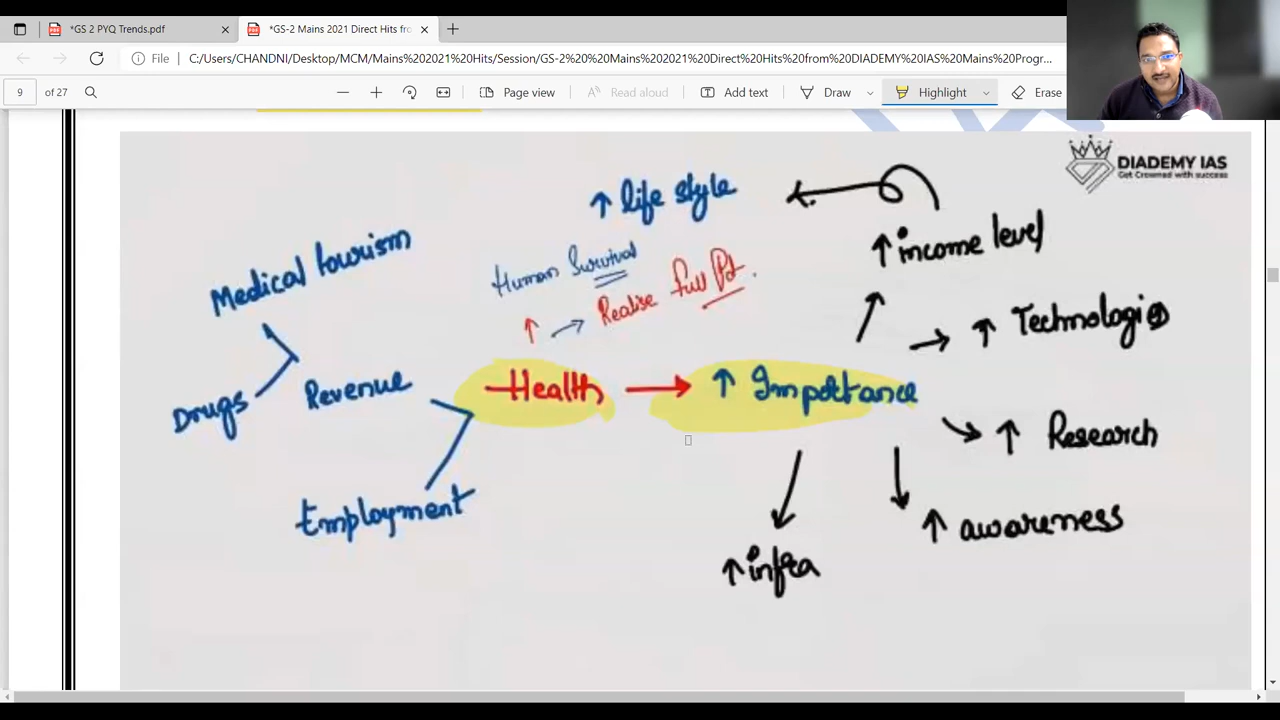 *GS 2 PYQ Trends.pdf
*GS-2 Mains 2021 Direct Hits fro
File
C:/Users/CHANDNI/Desktop/MCM/Mains%202021%20Direct%20Hits/Session/GS-2%20%20Mains%202021%20Direct%20Hits%20from%20DIADEMY%20IAS%20Mains%20Progr...
9 of 27
Page view
Read aloud
Add text
Draw
Highlight
Erase
DIADEMY IAS
Get Crowned with success
↑ life style
↑ income level
Medical tourism
Human Survival
Realise full Pt.
↑ Technologies
Health → ↑ Importance
Revenue
Drugs
↑ Research
Employment
↑ awareness
↑ infra